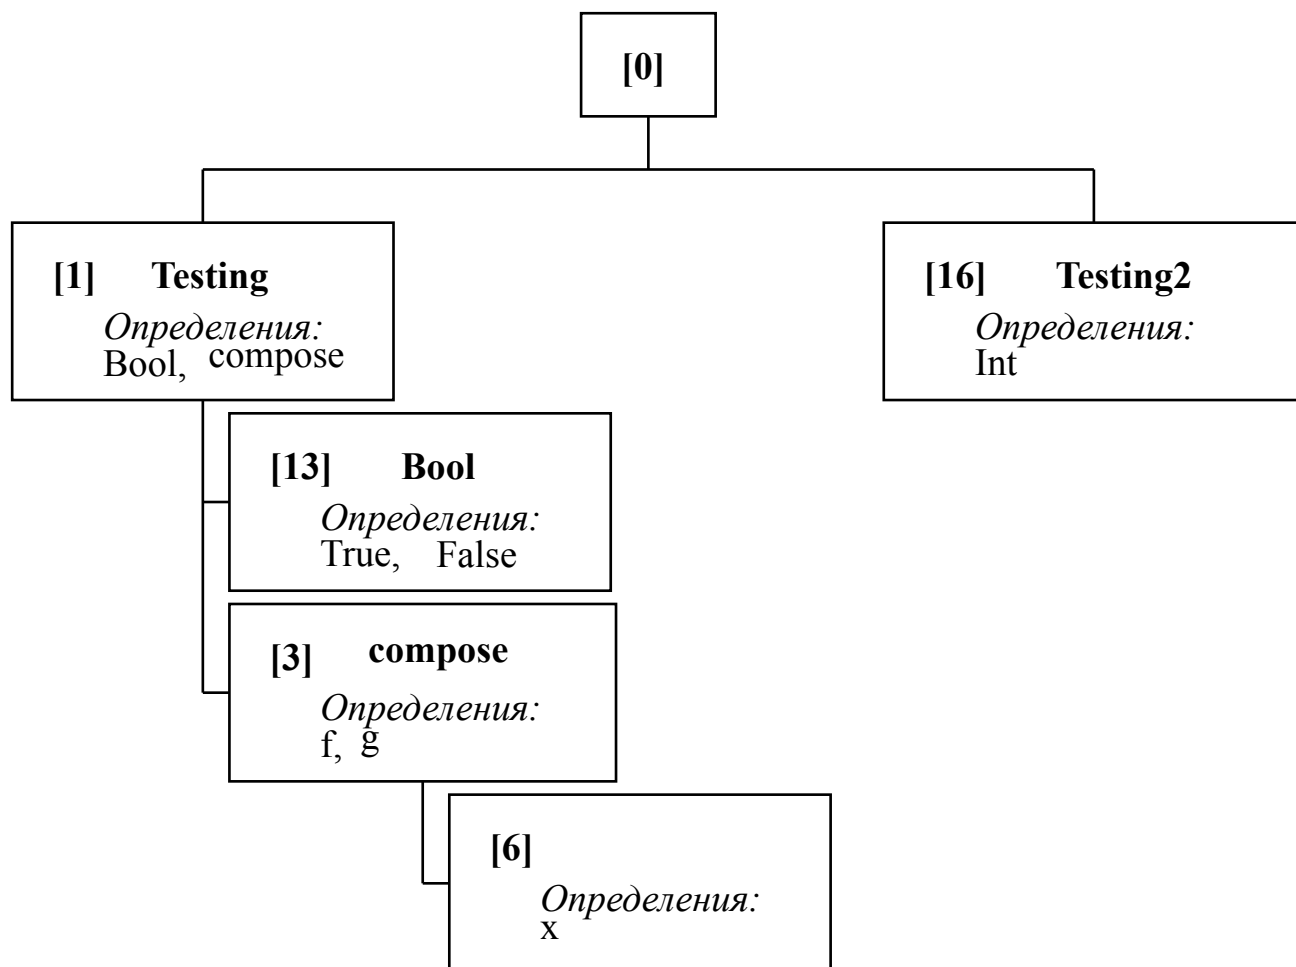 [0]
[1] Testing
Определения:
Bool, compose
[16] Testing2
Определения:
Int
[13] Bool
Определения:
True, False
[3] compose
Определения:
f, g
[6]
Определения:
x